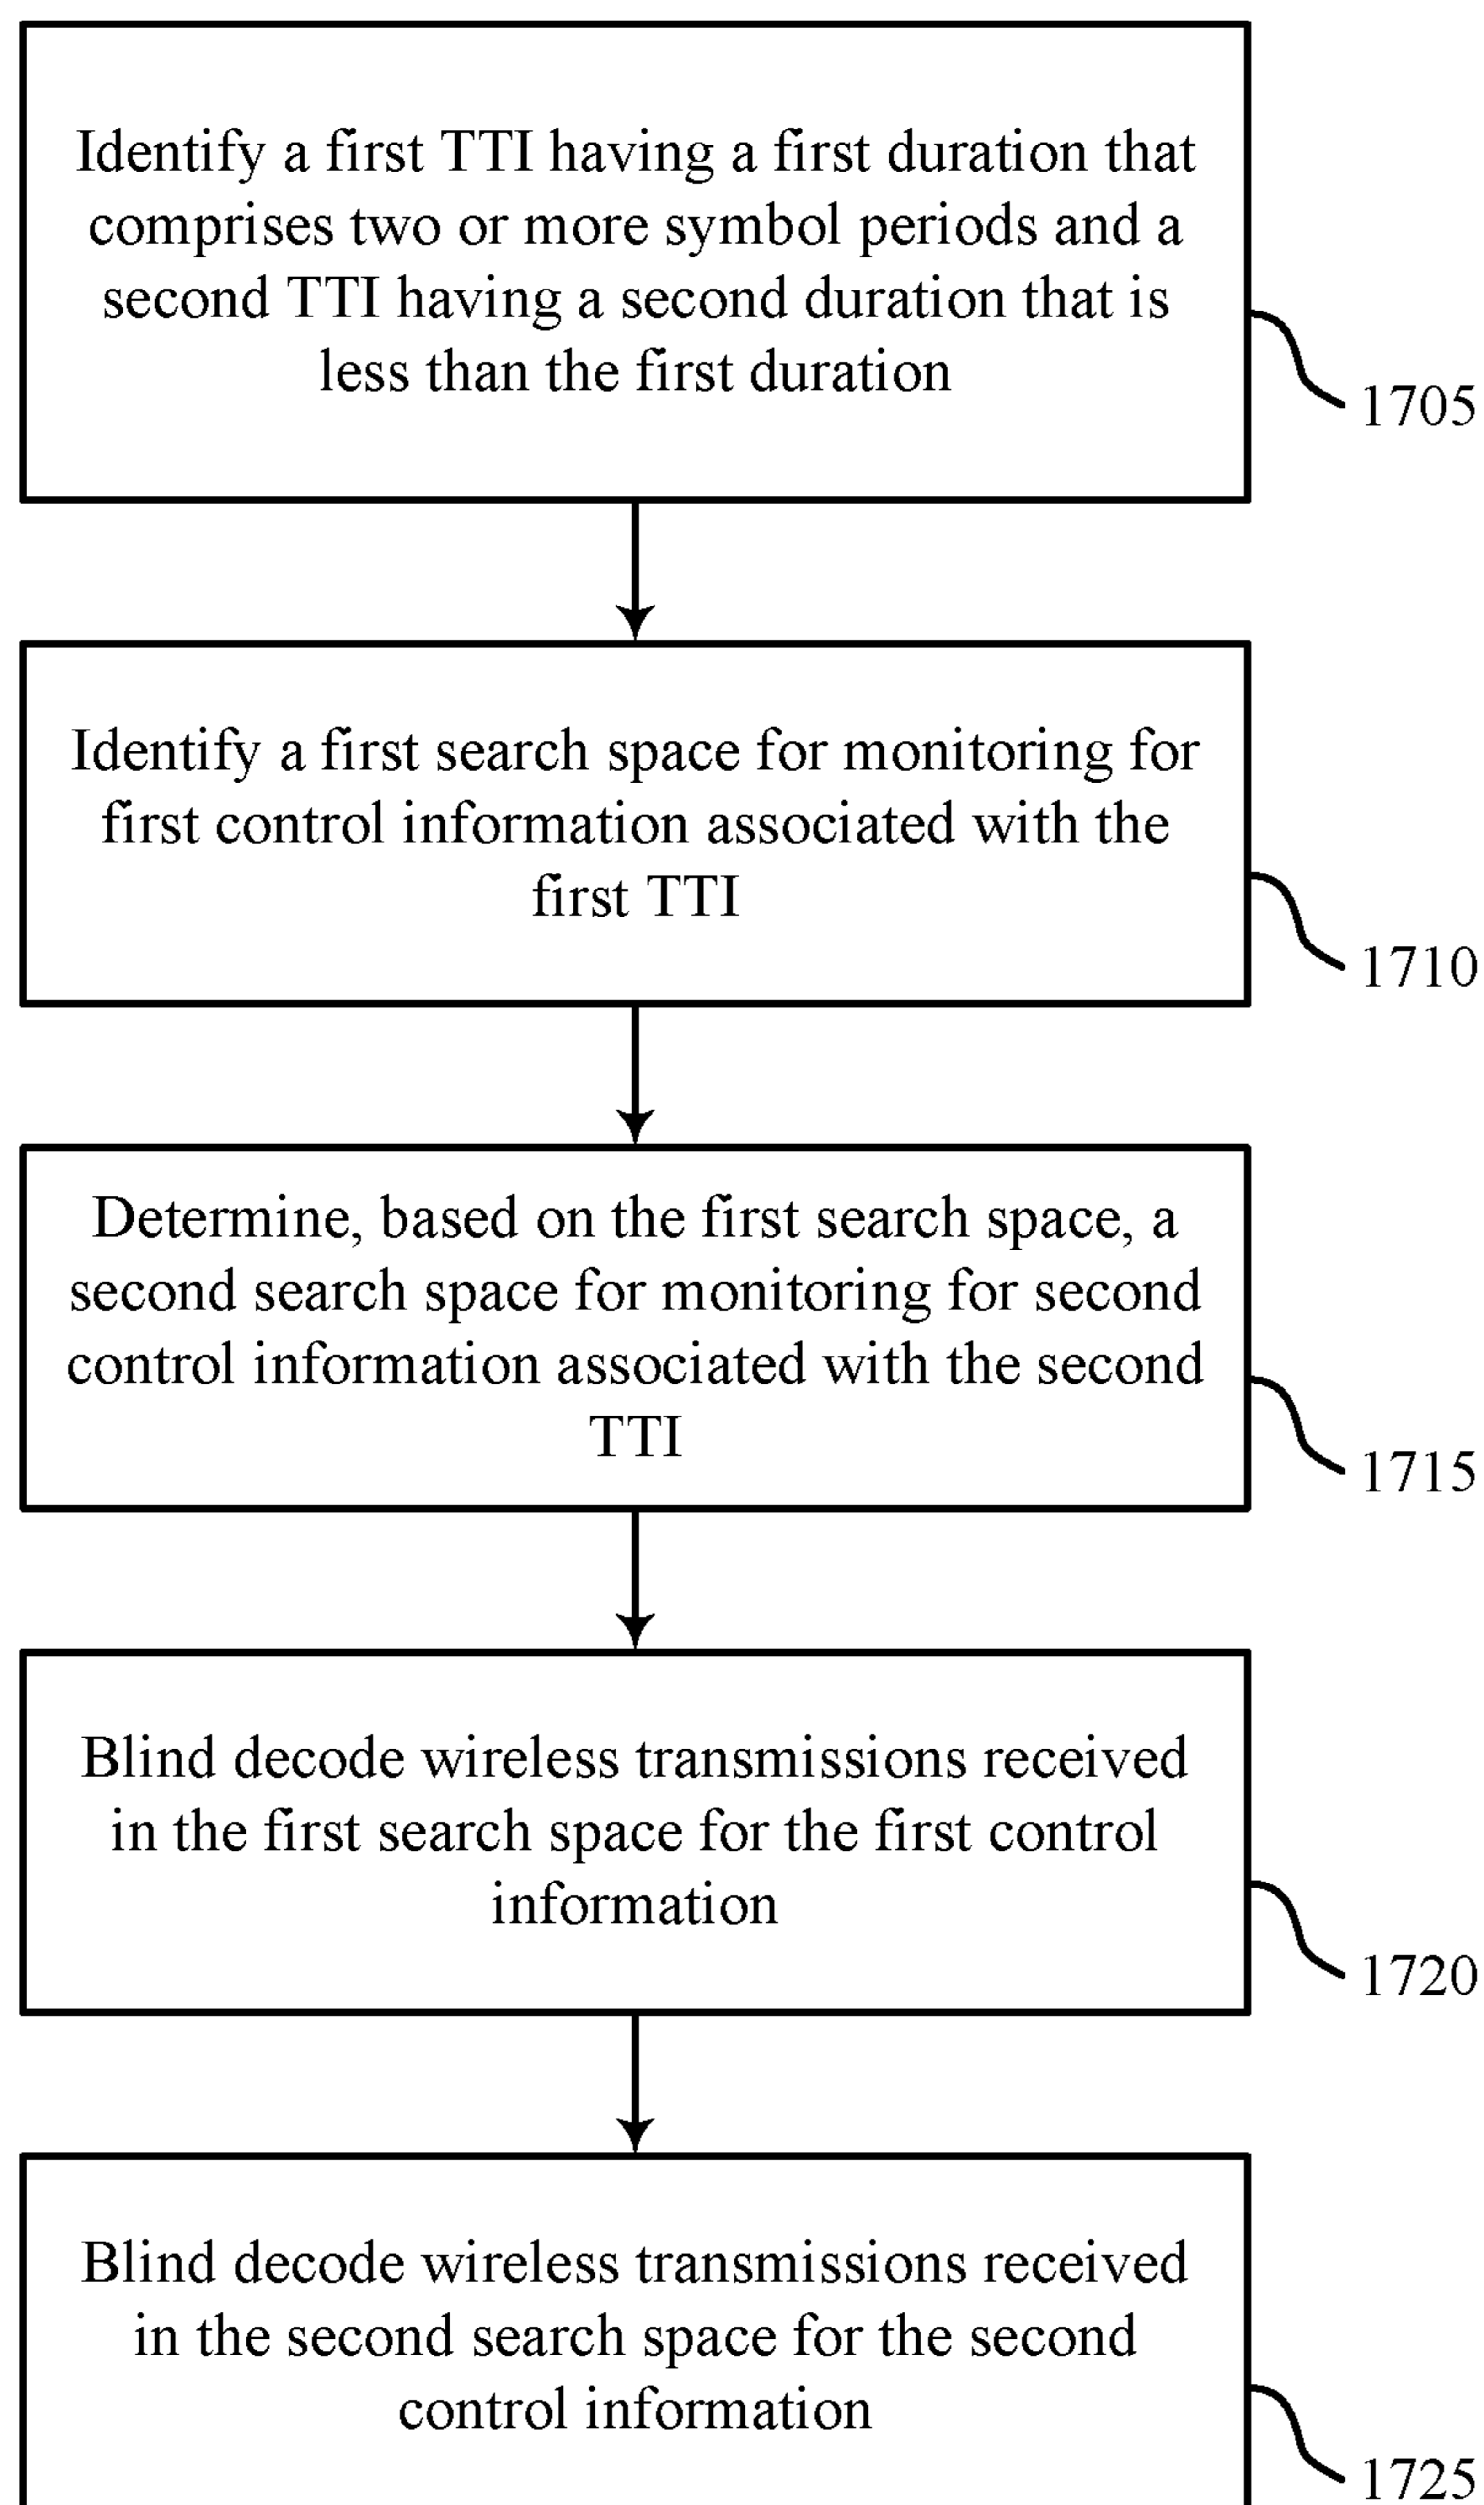 Identify a first TTI having a first duration that
comprises two or more symbol periods and a
second TTI having a second duration that is
less than the first duration
1705
Identify a first search space for monitoring for
first control information associated with the
first TTI
1710
Determine, based on the first search space, a
second search space for monitoring for second
control information associated with the second
TTI
1715
Blind decode wireless transmissions received
in the first search space for the first control
information
1720
Blind decode wireless transmissions received
in the second search space for the second
control information
1725